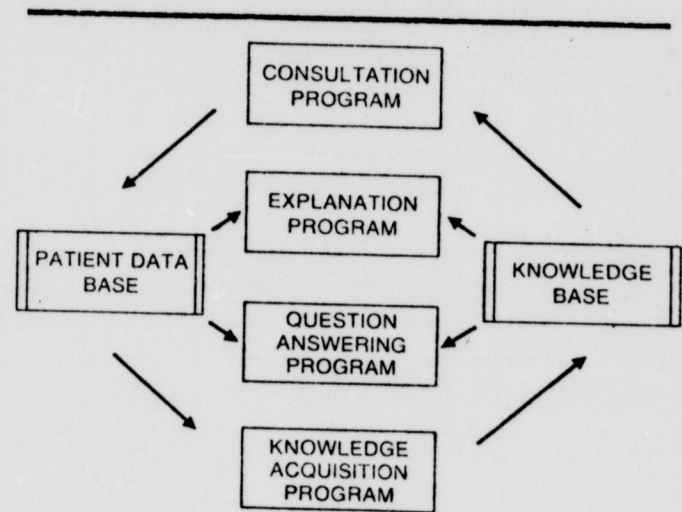 CONSULTATION
PROGRAM
EXPLANATION
PROGRAM
PATIENT DATA
BASE
KNOWLEDGE
BASE
QUESTION
ANSWERING
PROGRAM
KNOWLEDGE
ACQUISITION
PROGRAM